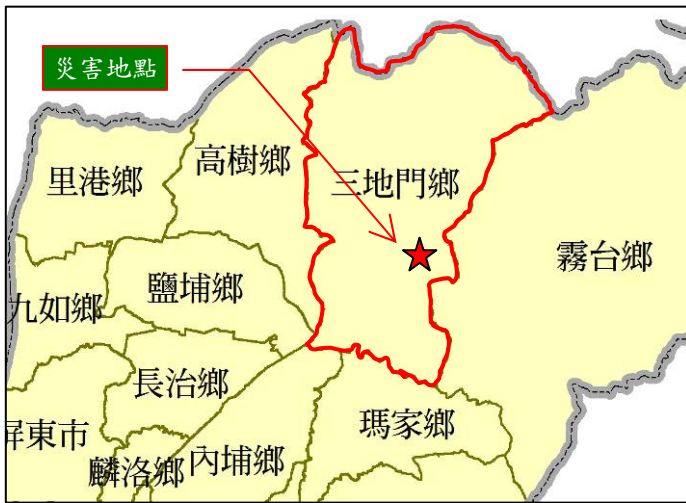 災害地點
里港鄉
高樹鄉
三地門鄉
霧台鄉
九如鄉
鹽埔鄉
長治鄉
屏東市
麟洛鄉
內埔鄉
瑪家鄉